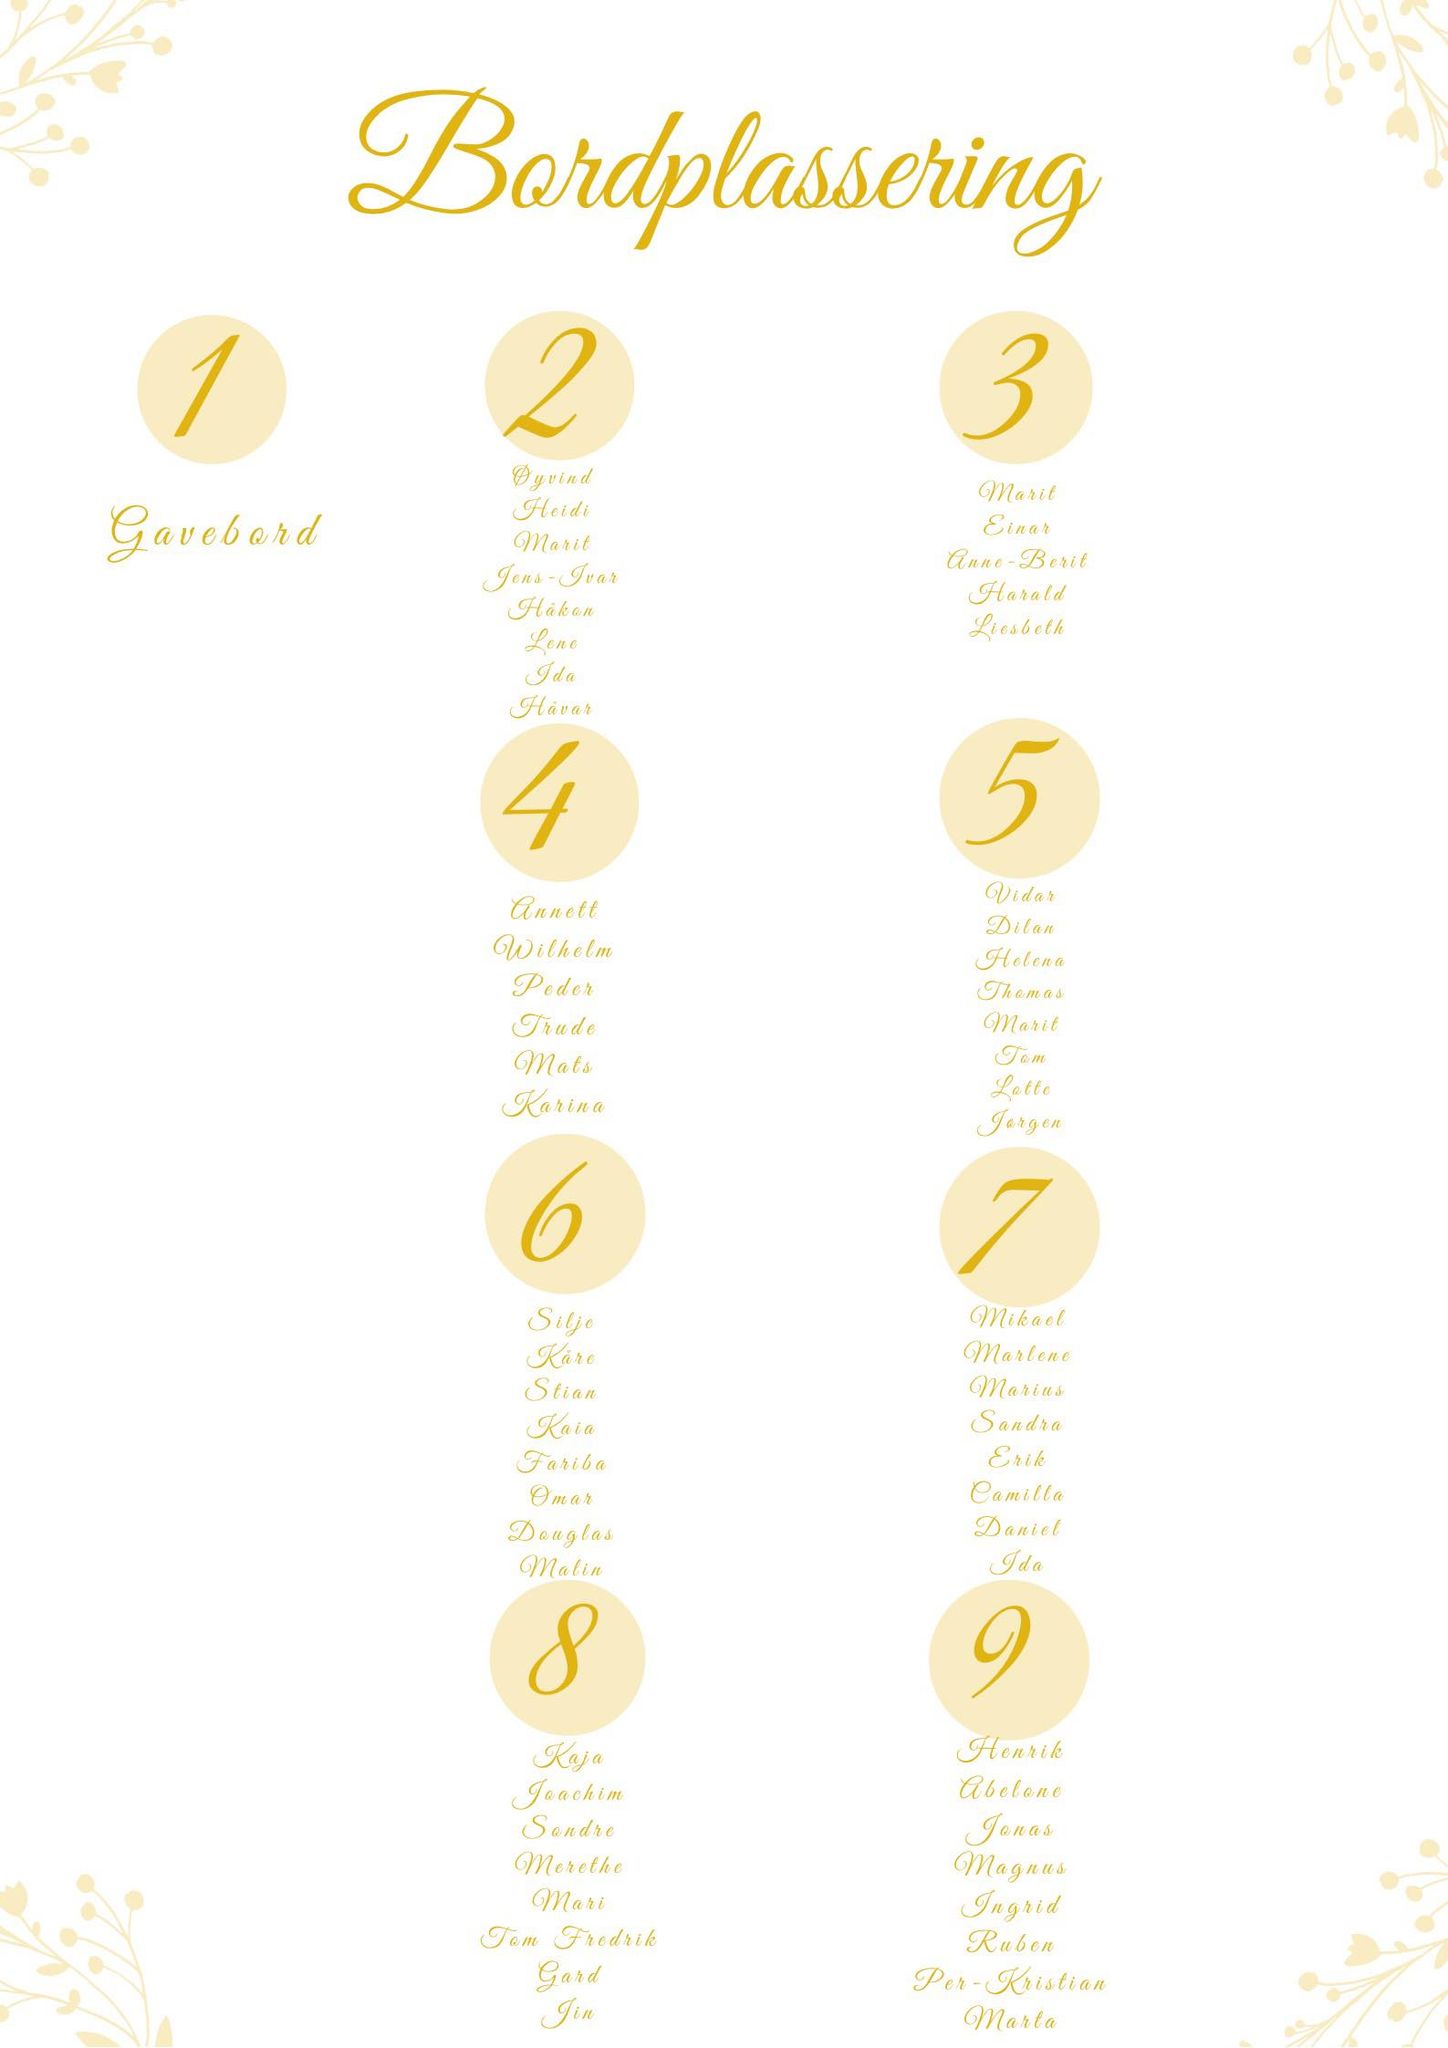 Bordplassering
1
Gavebord
2
Øyvind
Heidi
Marit
Jens-Ivar
Håkon
Lene
Ida
Håvar
3
Marit
Einar
Anne-Berit
Harald
Liesbeth
4
Annett
Wilhelm
Peder
Trude
Mats
Karina
5
Vidar
Dilan
Helena
Thomas
Marit
Tom
Lotte
Jørgen
6
Silje
Kåre
Stian
Kaia
Fariba
Omar
Douglas
Malin
7
Mikael
Marlene
Marius
Sandra
Erik
Camilla
Daniel
Ida
8
Kaja
Joachim
Sondre
Merethe
Mari
Tom Fredrik
Gard
Jin
9
Henrik
Abelone
Jonas
Magnus
Ingrid
Ruben
Per-Kristian
Marta